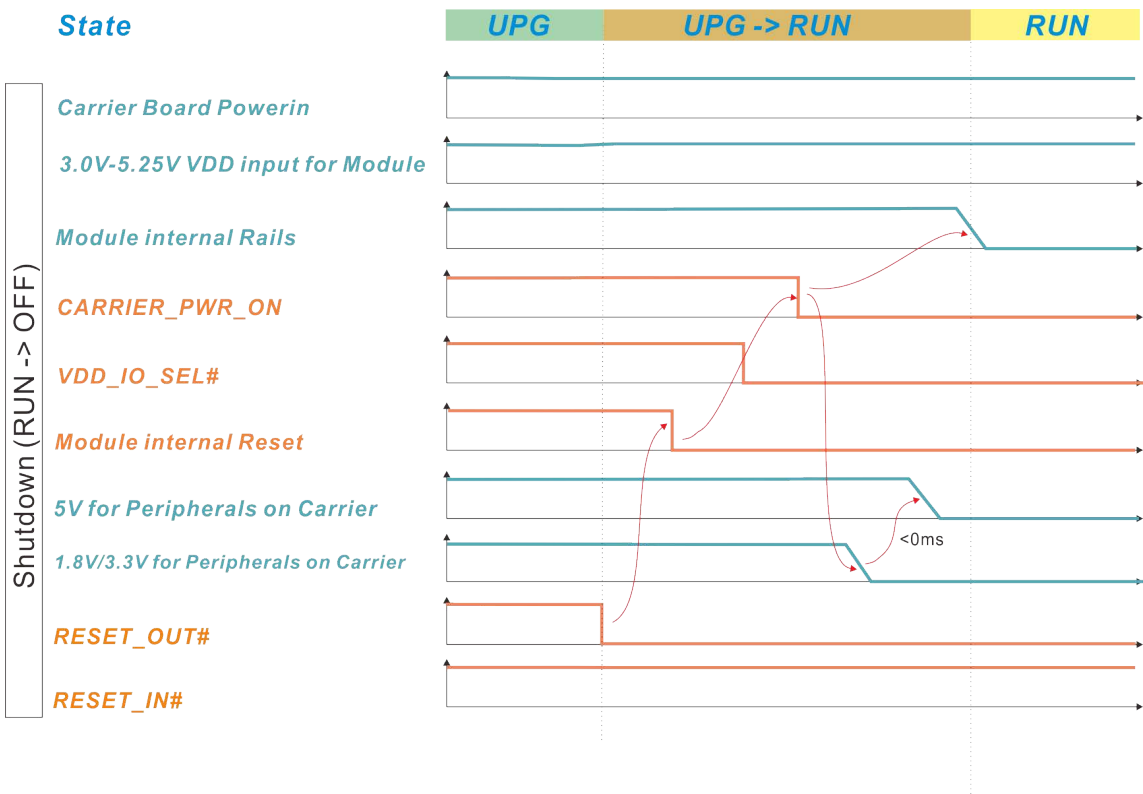 State
UPG
UPG -> RUN
RUN
Shutdown (RUN -> OFF)
Carrier Board Powerin
3.0V-5.25V VDD input for Module
Module internal Rails
CARRIER_PWR_ON
VDD_IO_SEL#
Module internal Reset
5V for Peripherals on Carrier
<0ms
1.8V/3.3V for Peripherals on Carrier
RESET_OUT#
RESET_IN#